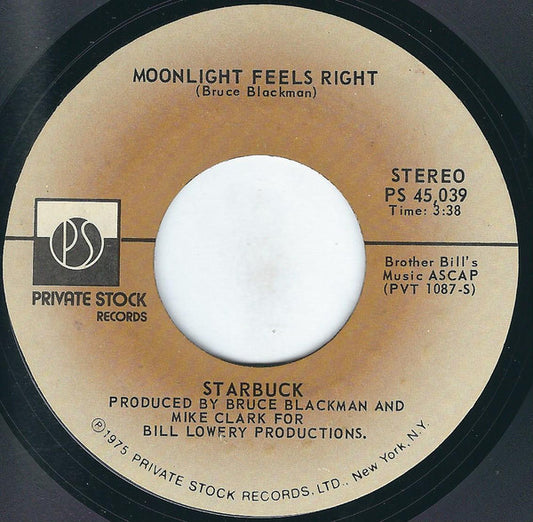 MOONLIGHT FEELS RIGHT
(Bruce Blackman)
STEREO
PS 45,039
Time: 3:38
PS
PRIVATE STOCK
RECORDS
Brother Bill's
Music ASCAP
(PVT 1087-S)
STARBUCK
PRODUCED BY BRUCE BLACKMAN AND
MIKE CLARK FOR
BILL LOWERY PRODUCTIONS.
Ⓟ1975 PRIVATE STOCK RECORDS, LTD., New York, N.Y.